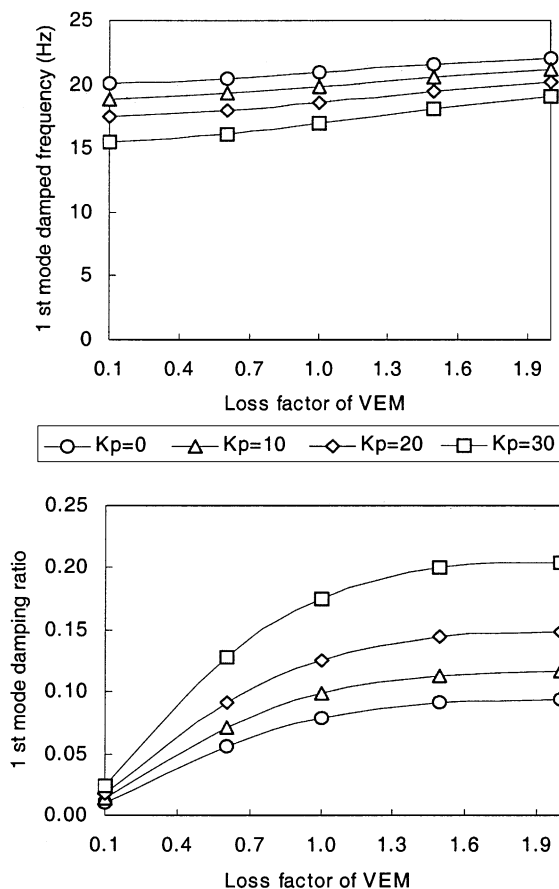 1 st mode damped frequency (Hz)
25
20
15
10
5
0
0.1 0.4 0.7 1.0 1.3 1.6 1.9
Loss factor of VEM
Kp=0 Kp=10 Kp=20 Kp=30
1 st mode damping ratio
0.25
0.20
0.15
0.10
0.05
0.00
0.1 0.4 0.7 1.0 1.3 1.6 1.9
Loss factor of VEM